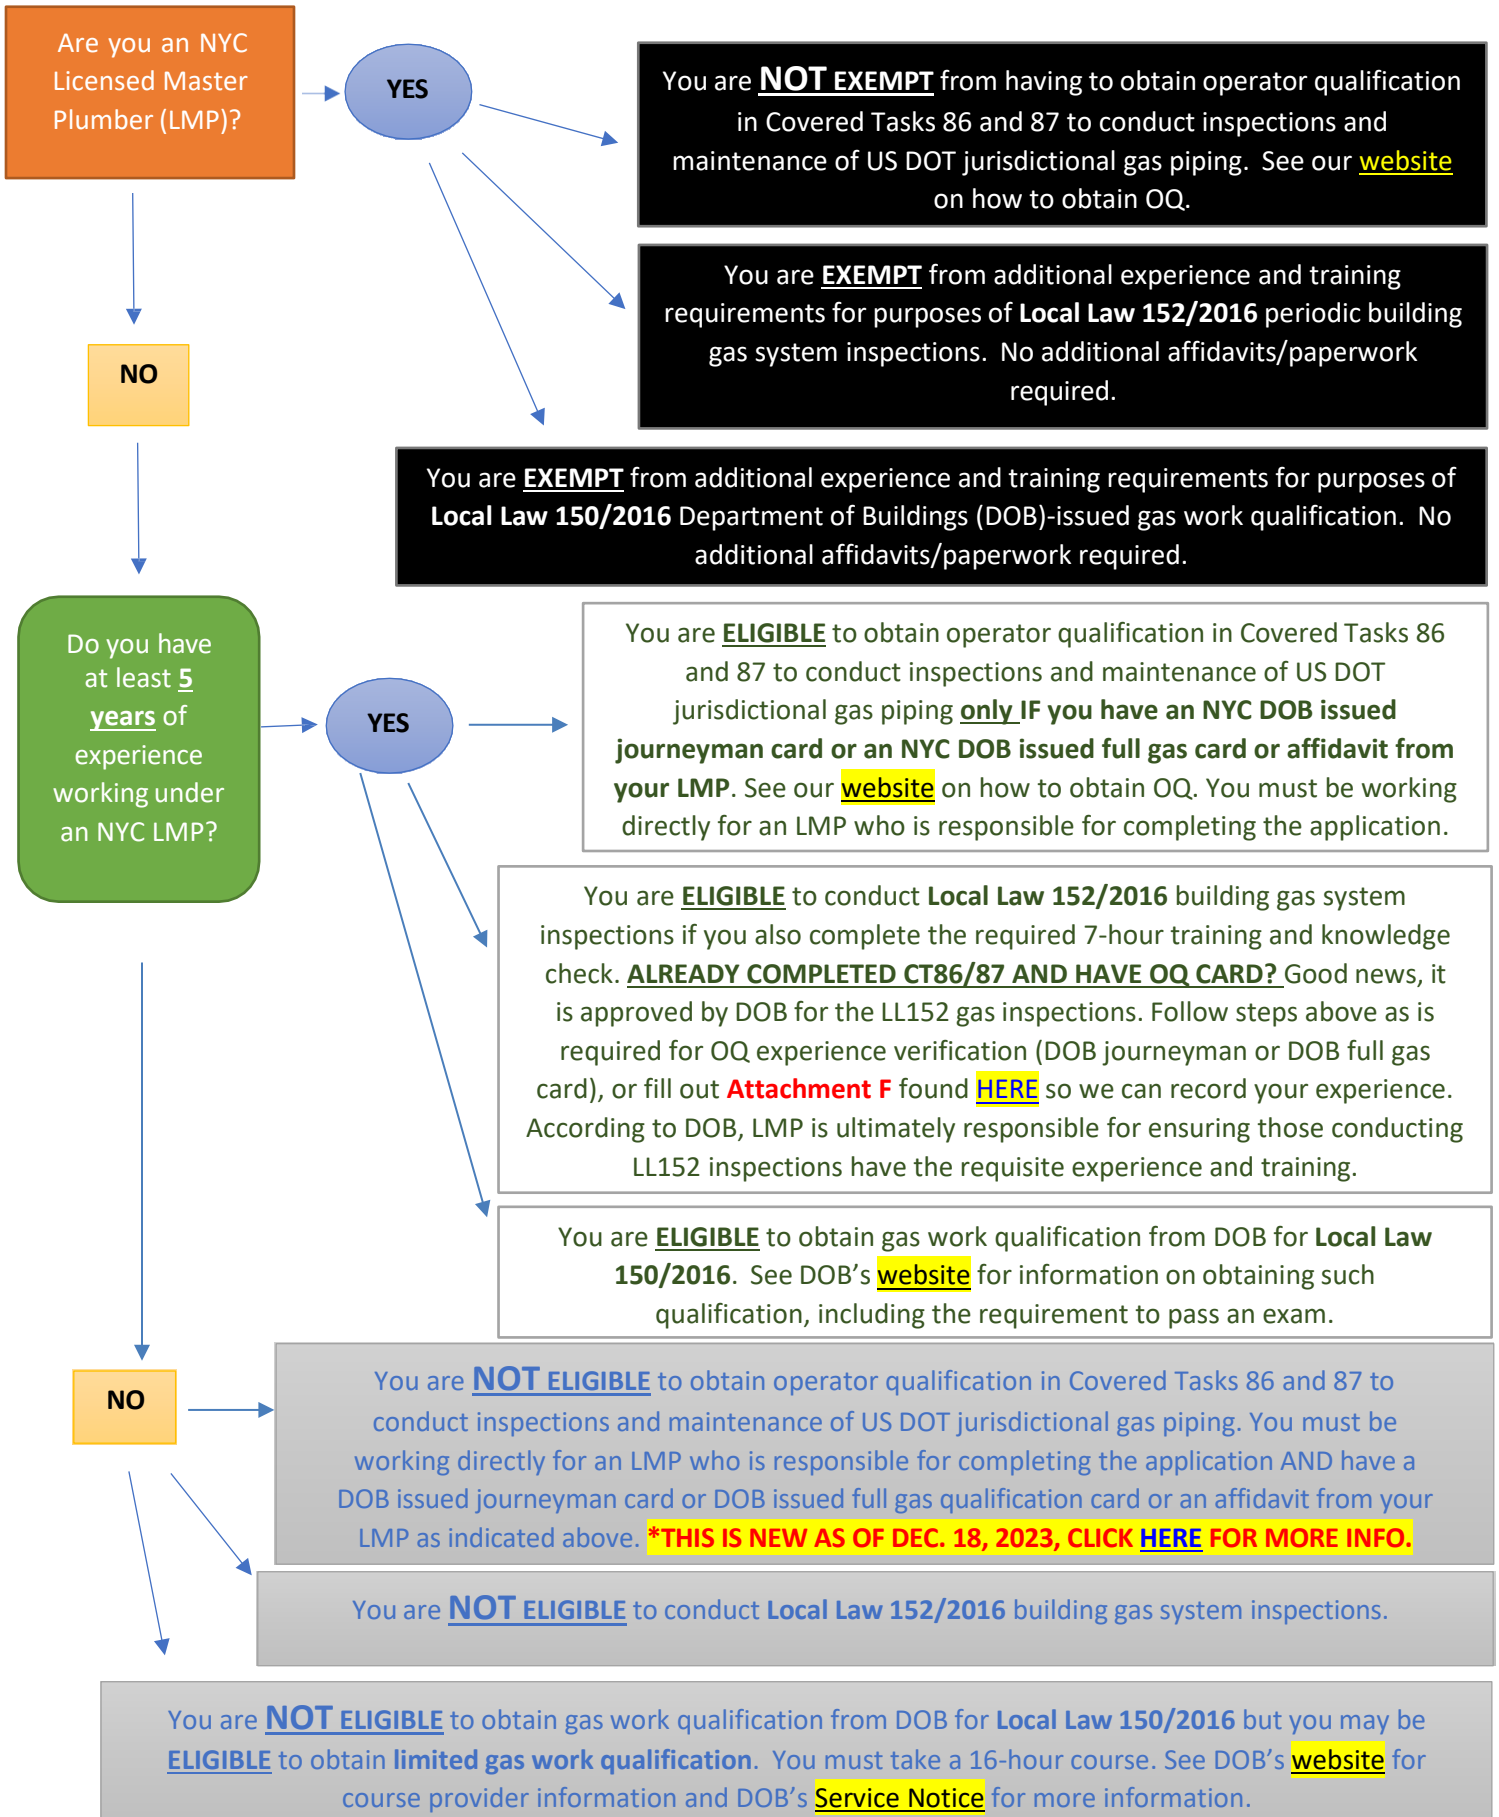 Are you an NYC
Licensed Master
Plumber (LMP)?
YES
You are NOT EXEMPT from having to obtain operator qualification
in Covered Tasks 86 and 87 to conduct inspections and
maintenance of US DOT jurisdictional gas piping. See our website
on how to obtain OQ.
You are EXEMPT from additional experience and training
requirements for purposes of Local Law 152/2016 periodic building
gas system inspections. No additional affidavits/paperwork
required.
NO
You are EXEMPT from additional experience and training requirements for purposes of
Local Law 150/2016 Department of Buildings (DOB)-issued gas work qualification. No
additional affidavits/paperwork required.
Do you have
at least 5
years of
experience
working under
an NYC LMP?
YES
You are ELIGIBLE to obtain operator qualification in Covered Tasks 86
and 87 to conduct inspections and maintenance of US DOT
jurisdictional gas piping only IF you have an NYC DOB issued
journeyman card or an NYC DOB issued full gas card or affidavit from
your LMP. See our website on how to obtain OQ. You must be working
directly for an LMP who is responsible for completing the application.
You are ELIGIBLE to conduct Local Law 152/2016 building gas system
inspections if you also complete the required 7-hour training and knowledge
check. ALREADY COMPLETED CT86/87 AND HAVE OQ CARD? Good news, it
is approved by DOB for the LL152 gas inspections. Follow steps above as is
required for OQ experience verification (DOB journeyman or DOB full gas
card), or fill out Attachment F found HERE so we can record your experience.
According to DOB, LMP is ultimately responsible for ensuring those conducting
LL152 inspections have the requisite experience and training.
You are ELIGIBLE to obtain gas work qualification from DOB for Local Law
150/2016. See DOB’s website for information on obtaining such
qualification, including the requirement to pass an exam.
NO
You are NOT ELIGIBLE to obtain operator qualification in Covered Tasks 86 and 87 to
conduct inspections and maintenance of US DOT jurisdictional gas piping. You must be
working directly for an LMP who is responsible for completing the application AND have a
DOB issued journeyman card or DOB issued full gas qualification card or an affidavit from your
LMP as indicated above. *THIS IS NEW AS OF DEC. 18, 2023, CLICK HERE FOR MORE INFO.
You are NOT ELIGIBLE to conduct Local Law 152/2016 building gas system inspections.
You are NOT ELIGIBLE to obtain gas work qualification from DOB for Local Law 150/2016 but you may be
ELIGIBLE to obtain limited gas work qualification. You must take a 16-hour course. See DOB’s website for
course provider information and DOB’s Service Notice for more information.